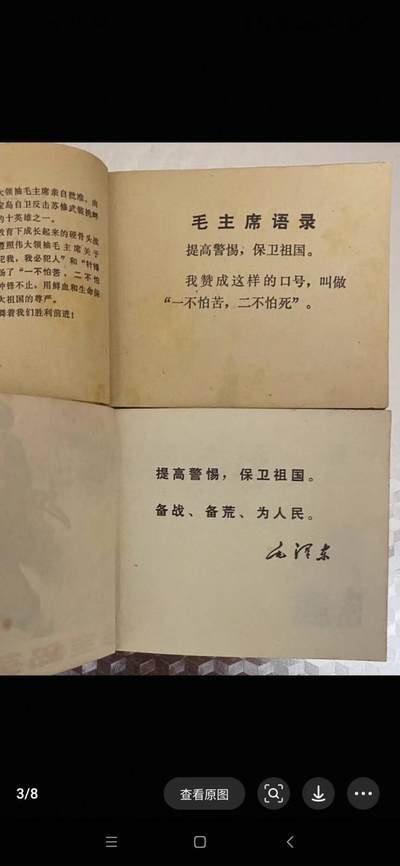 大领袖毛主席亲自批准，向
宝岛自卫反击苏修武装挑衅
的十英雄之一。
教育下成长起来的硬骨头战
遵照伟大领袖毛主席关于
犯我，我必犯人”和“针锋
扬了“一不怕苦，二不怕
冲锋不止，用鲜血和生命保
大祖国的尊严。
舞着我们胜利前进！
毛主席语录
提高警惕，保卫祖国。
我赞成这样的口号，叫做
“一不怕苦，二不怕死”。
提高警惕，保卫祖国。
备战、备荒、为人民。
毛泽东
3/8
查看原图